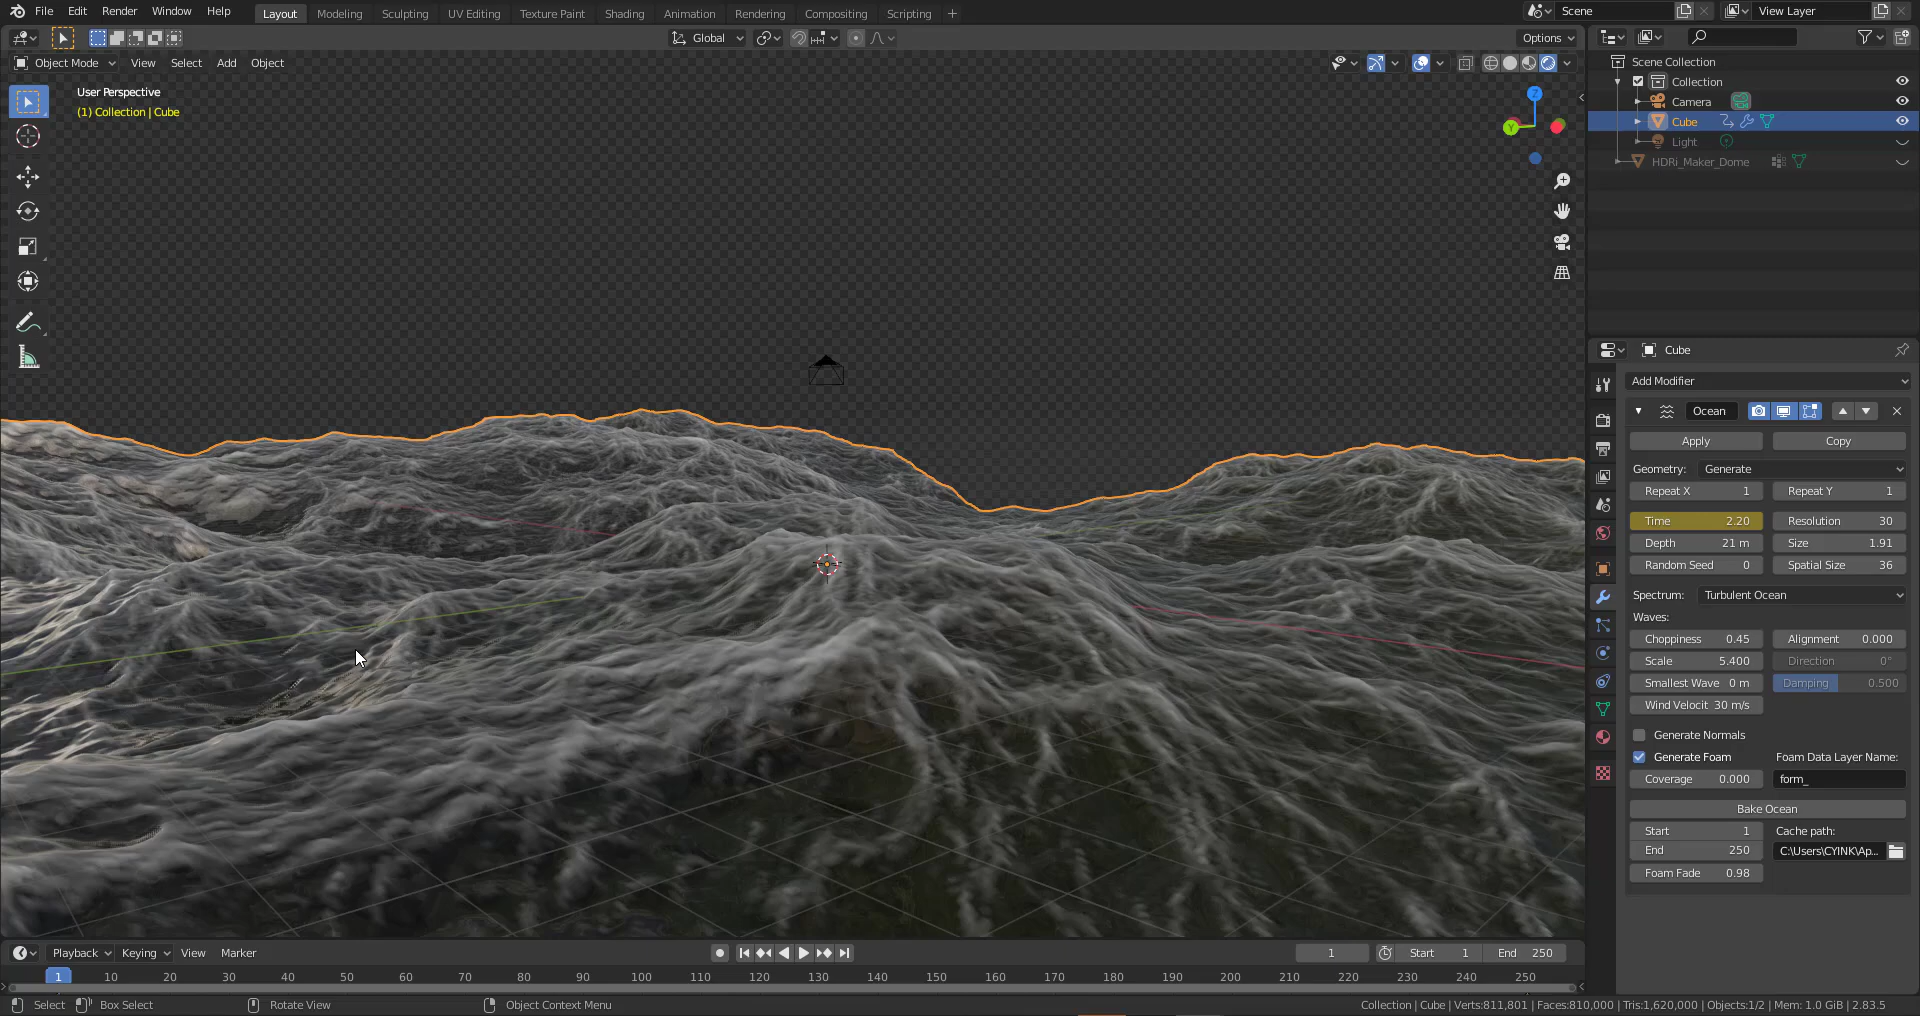 File Edit Render Window Help
Layout Modeling Sculpting UV Editing Texture Paint Shading Animation Rendering Compositing Scripting +
Scene
View Layer
Global
Options
Object Mode View Select Add Object
User Perspective
(1) Collection | Cube
Z
Y
Scene Collection
Collection
Camera
Cube
Light
HDRi_Maker_Dome
Cube
Add Modifier
Ocean
Apply Copy
Geometry: Generate
Repeat X 1 Repeat Y 1
Time 2.20 Resolution 30
Depth 21 m Size 1.91
Random Seed 0 Spatial Size 36
Spectrum: Turbulent Ocean
Waves:
Choppiness 0.45 Alignment 0.000
Scale 5.400 Direction 0°
Smallest Wave 0 m Damping 0.500
Wind Velocit 30 m/s
Generate Normals
Generate Foam Foam Data Layer Name:
Coverage 0.000 form_
Bake Ocean
Start 1 Cache path:
End 250 C:\Users\CYINK\Ap...
Foam Fade 0.98
Playback Keying View Marker
1 Start 1 End 250
1 10 20 30 40 50 60 70 80 90 100 110 120 130 140 150 160 170 180 190 200 210 220 230 240 250
Select Box Select Rotate View Object Context Menu
Collection | Cube | Verts:811,801 | Faces:810,000 | Tris:1,620,000 | Objects:1/2 | Mem: 1.0 GiB | 2.83.5